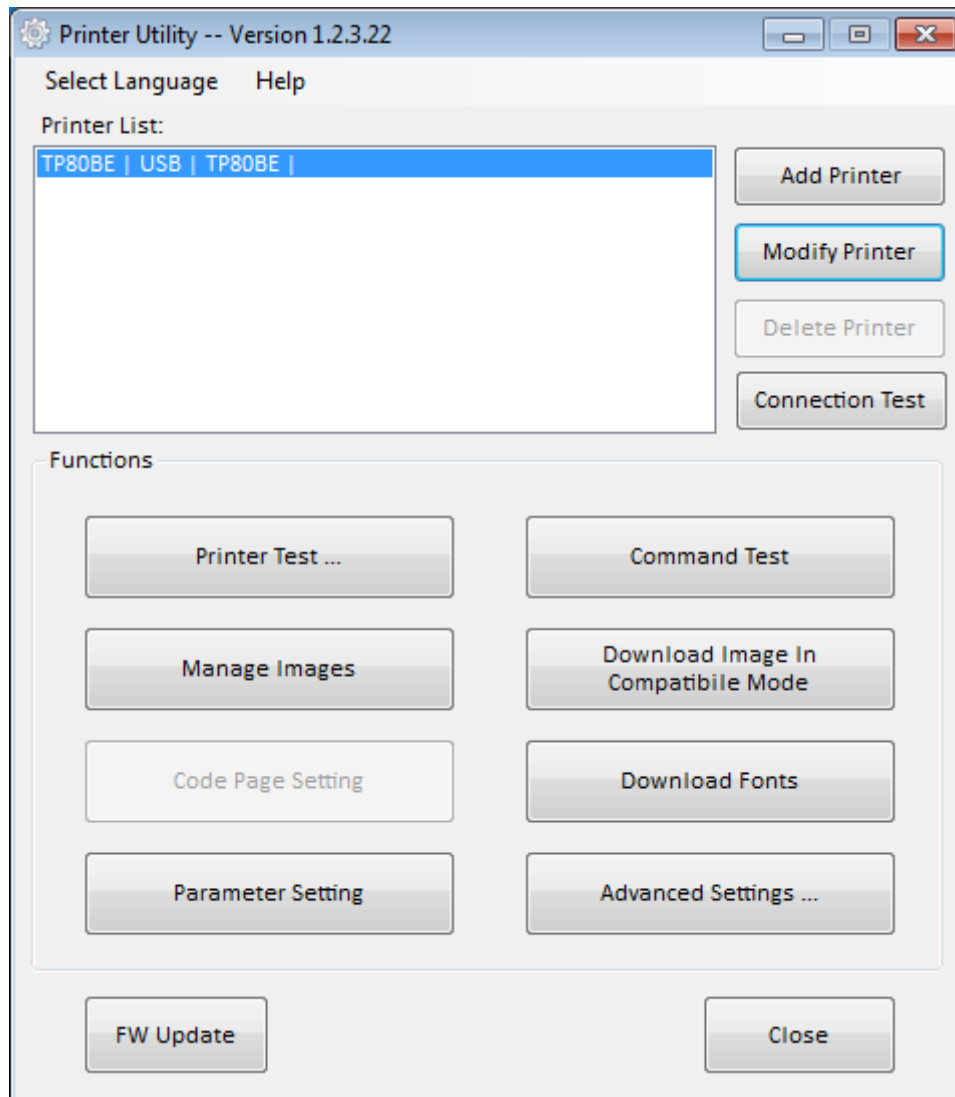 Printer Utility -- Version 1.2.3.22
Select Language Help
Printer List:
TP80BE | USB | TP80BE |
Add Printer
Modify Printer
Delete Printer
Connection Test
Functions
Printer Test ...
Command Test
Manage Images
Download Image In
Compatibile Mode
Code Page Setting
Download Fonts
Parameter Setting
Advanced Settings ...
FW Update
Close